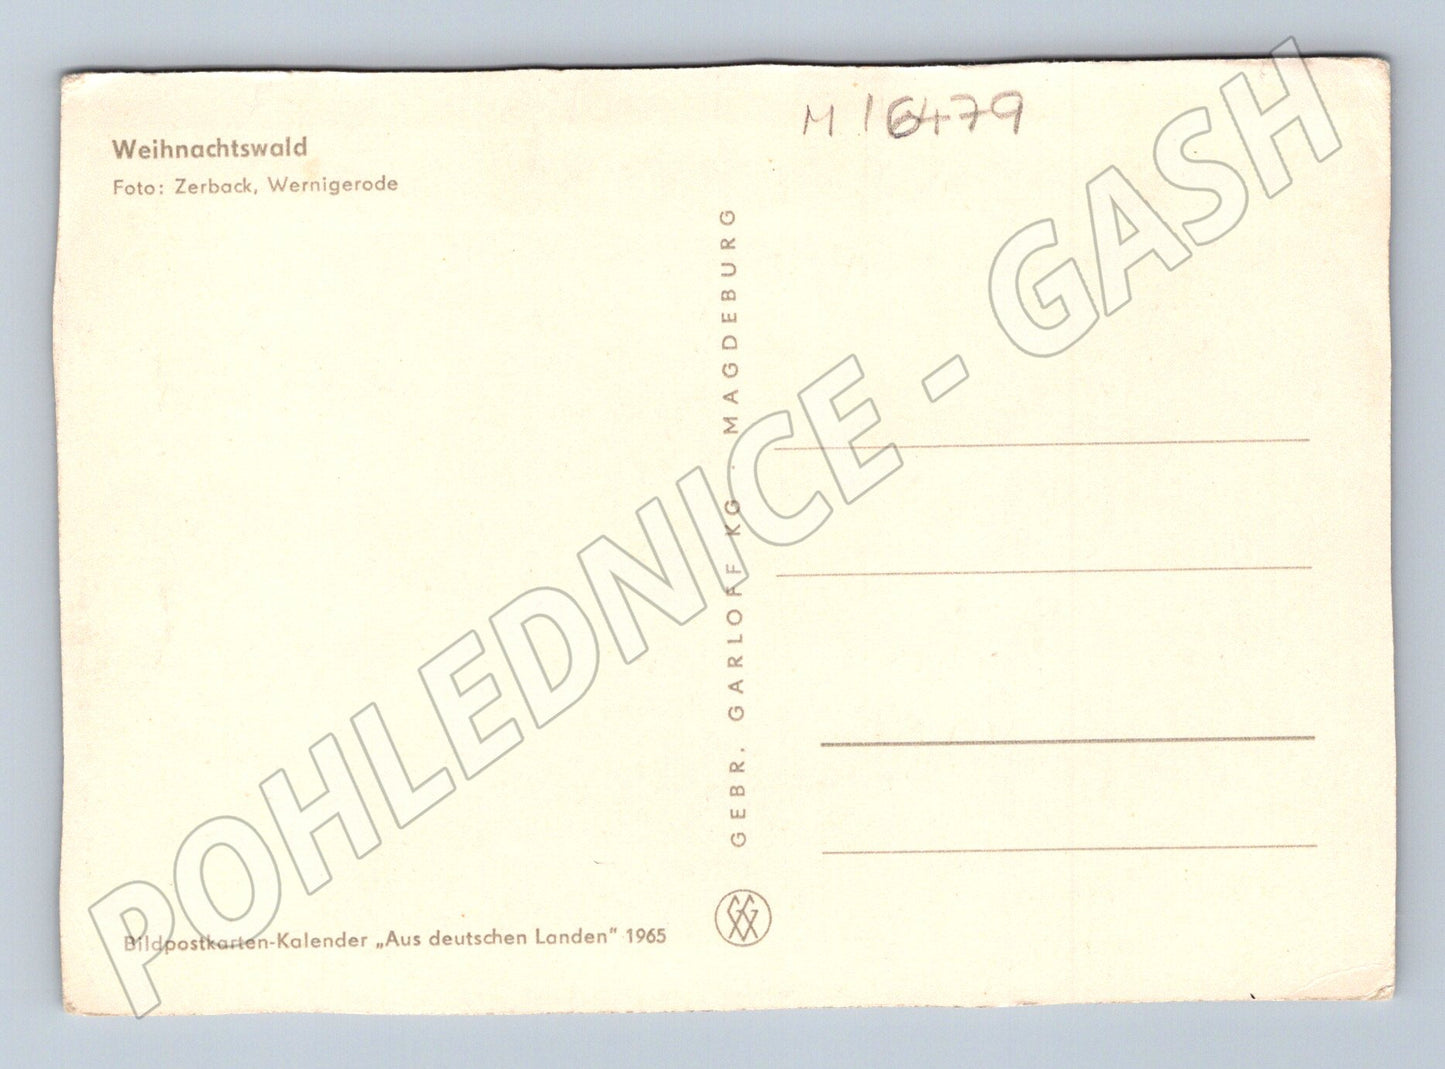 Weihnachtswald
Foto: Zerback, Wernigerode
M 16479
GEBR. GARLOFF KG · MAGDEBURG
Bildpostkarten-Kalender „Aus deutschen Landen" 1965
POHLEDNICE - GASH